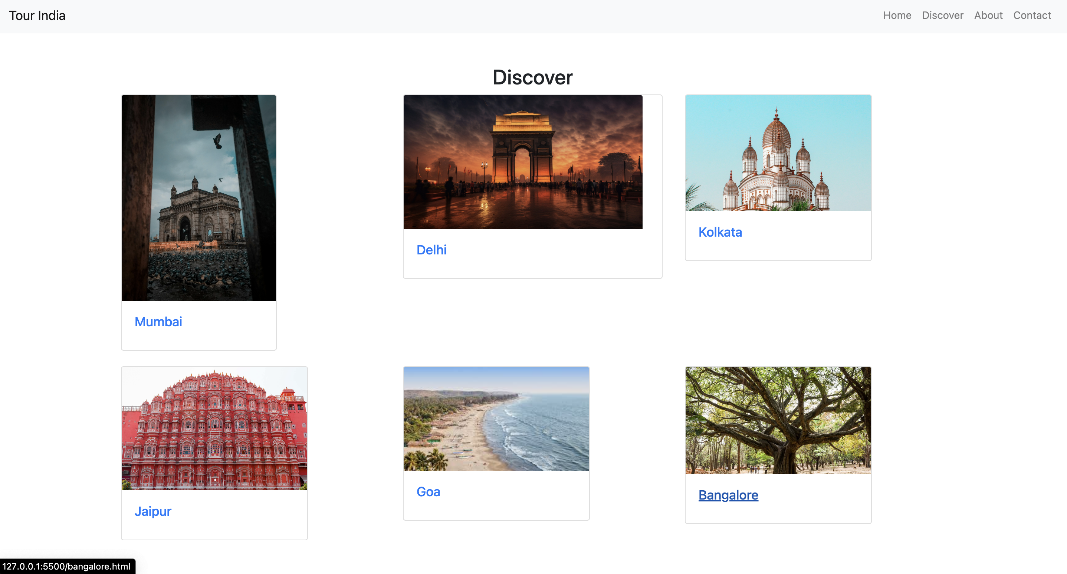 Tour India
Home Discover About Contact
Discover
Mumbai
Delhi
Kolkata
Jaipur
Goa
Bangalore
127.0.0.1:5500/bangalore.html